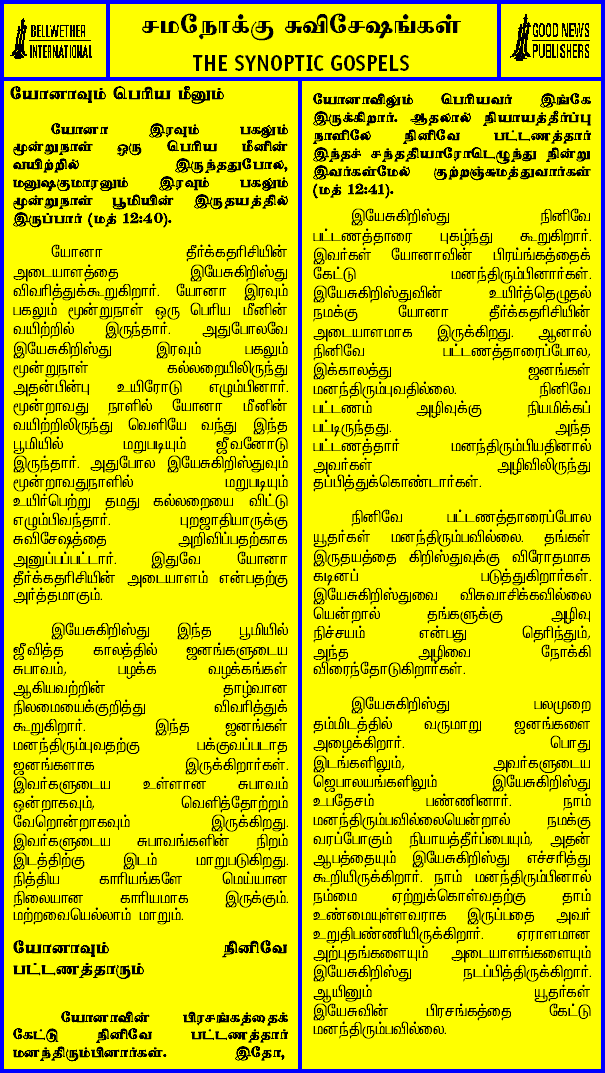 BELLWETHER
INTERNATIONAL
சமநோக்கு சுவிசேஷங்கள்
THE SYNOPTIC GOSPELS
GOOD NEWS
PUBLISHERS
யோனாவும் பெரிய மீனும்
யோனா இரவும் பகலும்
மூன்றுநாள் ஒரு பெரிய மீனின்
வயிற்றில் இருந்ததுபோல,
மனுஷகுமாரனும் இரவும் பகலும்
மூன்றுநாள் பூமியின் இருதயத்தில்
இருப்பார் (மத் 12:40).
யோனா தீர்க்கதரிசியின்
அடையாளத்தை இயேசுகிறிஸ்து
விவரித்துக்கூறுகிறார். யோனா இரவும்
பகலும் மூன்றுநாள் ஒரு பெரிய மீனின்
வயிற்றில் இருந்தார். அதுபோலவே
இயேசுகிறிஸ்து இரவும் பகலும்
மூன்றுநாள் கல்லறையிலிருந்து
அதன்பின்பு உயிரோடு எழும்பினார்.
மூன்றாவது நாளில் யோனா மீனின்
வயிற்றிலிருந்து வெளியே வந்து இந்த
பூமியில் மறுபடியும் ஜீவனோடு
இருந்தார். அதுபோல இயேசுகிறிஸ்துவும்
மூன்றாவதுநாளில் மறுபடியும்
உயிர்பெற்று தமது கல்லறையை விட்டு
எழும்பிவந்தார். புறஜாதியாருக்கு
சுவிசேஷத்தை அறிவிப்பதற்காக
அனுப்பப்பட்டார். இதுவே யோனா
தீர்க்கதரிசியின் அடையாளம் என்பதற்கு
அர்த்தமாகும்.
இயேசுகிறிஸ்து இந்த பூமியில்
ஜீவித்த காலத்தில் ஜனங்களுடைய
சுபாவம், பழக்க வழக்கங்கள்
ஆகியவற்றின் தாழ்வான
நிலமையைக்குறித்து விவரித்துக்
கூறுகிறார். இந்த ஜனங்கள்
மனந்திரும்புவதற்கு பக்குவப்படாத
ஜனங்களாக இருக்கிறார்கள்.
இவர்களுடைய உள்ளான சுபாவம்
ஒன்றாகவும், வெளித்தோற்றம்
வேறொன்றாகவும் இருக்கிறது.
இவர்களுடைய சுபாவங்களின் நிறம்
இடத்திற்கு இடம் மாறுபடுகிறது.
நித்திய காரியங்களே மெய்யான
நிலையான காரியமாக இருக்கும்.
மற்றவையெல்லாம் மாறும்.
யோனாவும் நினிவே
பட்டணத்தாரும்
யோனாவின் பிரசங்கத்தைக்
கேட்டு நினிவே பட்டணத்தார்
மனந்திரும்பினார்கள். இதோ,
யோனாவிலும் பெரியவர் இங்கே
இருக்கிறார். ஆதலால் நியாயத்தீர்ப்பு
நாளிலே நினிவே பட்டணத்தார்
இந்தச் சந்ததியாரோடெழுந்து நின்று
இவர்கள்மேல் குற்றஞ்சுமத்துவார்கள்
(மத் 12:41).
இயேசுகிறிஸ்து நினிவே
பட்டணத்தாரை புகழ்ந்து கூறுகிறார்.
இவர்கள் யோனாவின் பிரய்ங்கத்தைக்
கேட்டு மனந்திரும்பினார்கள்.
இயேசுகிறிஸ்துவின் உயிர்த்தெழுதல்
நமக்கு யோனா தீர்க்கதரிசியின்
அடையாளமாக இருக்கிறது. ஆனால்
நினிவே பட்டணத்தாரைப்போல,
இக்காலத்து ஜனங்கள்
மனந்திரும்புவதில்லை. நினிவே
பட்டணம் அழிவுக்கு நியமிக்கப்
பட்டிருந்தது. அந்த
பட்டணத்தார் மனந்திரும்பியதினால்
அவர்கள் அழிவிலிருந்து
தப்பித்துக்கொண்டார்கள்.
நினிவே பட்டணத்தாரைப்போல
யூதர்கள் மனந்திரும்பவில்லை. தங்கள்
இருதயத்தை கிறிஸ்துவுக்கு விரோதமாக
கடினப் படுத்துகிறார்கள்.
இயேசுகிறிஸ்துவை விசுவாசிக்கவில்லை
யென்றால் தங்களுக்கு அழிவு
நிச்சயம் என்பது தெரிந்தும்,
அந்த அழிவை நோக்கி
விரைந்தோடுகிறார்கள்.
இயேசுகிறிஸ்து பலமுறை
தம்மிடத்தில் வருமாறு ஜனங்களை
அழைக்கிறார். பொது
இடங்களிலும், அவர்களுடைய
ஜெபாலயங்களிலும் இயேசுகிறிஸ்து
உபதேசம் பண்ணினார். நாம்
மனந்திரும்பவில்லையென்றால் நமக்கு
வரப்போகும் நியாயத்தீர்ப்பையும், அதன்
ஆபத்தையும் இயேசுகிறிஸ்து எச்சரித்து
கூறியிருக்கிறார். நாம் மனந்திரும்பினால்
நம்மை ஏற்றுக்கொள்வதற்கு தாம்
உண்மையுள்ளவராக இருப்பதை அவர்
உறுதிபண்ணியிருக்கிறார். ஏராளமான
அற்புதங்களையும் அடையாளங்களையும்
இயேசுகிறிஸ்து நடப்பித்திருக்கிறார்.
ஆயினும் யூதர்கள்
இயேசுவின் பிரசங்கத்தை கேட்டு
மனந்திரும்பவில்லை.